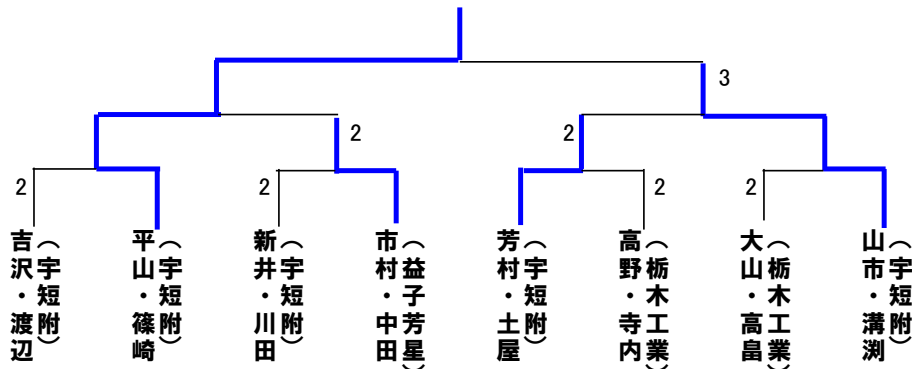 3
2
2
2
2
2
2
吉沢・渡辺
(宇短附)
平山・篠崎
(宇短附)
新井・川田
(宇短附)
市村・中田
(益子芳星)
芳村・土屋
(宇短附)
高野・寺内
(栃木工業)
大山・高畠
(栃木工業)
山市・溝渕
(宇短附)